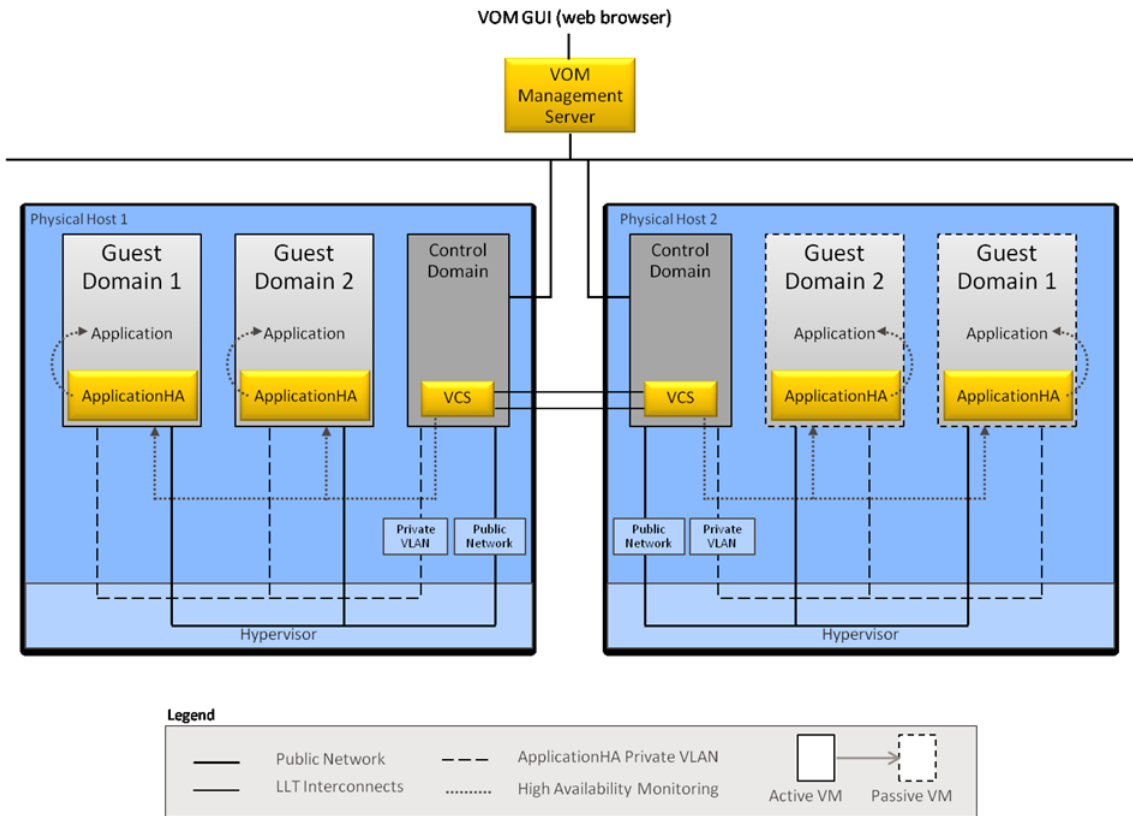 VOM GUI (web browser)
VOM
Management
Server
Physical Host 1
Guest
Domain 1
Application
ApplicationHA
Guest
Domain 2
Application
ApplicationHA
Control
Domain
VCS
Private
VLAN
Public
Network
Hypervisor
Physical Host 2
Control
Domain
VCS
Guest
Domain 2
Application
ApplicationHA
Guest
Domain 1
Application
ApplicationHA
Public
Network
Private
VLAN
Hypervisor
Legend
Public Network
LLT Interconnects
ApplicationHA Private VLAN
High Availability Monitoring
Active VM
Passive VM